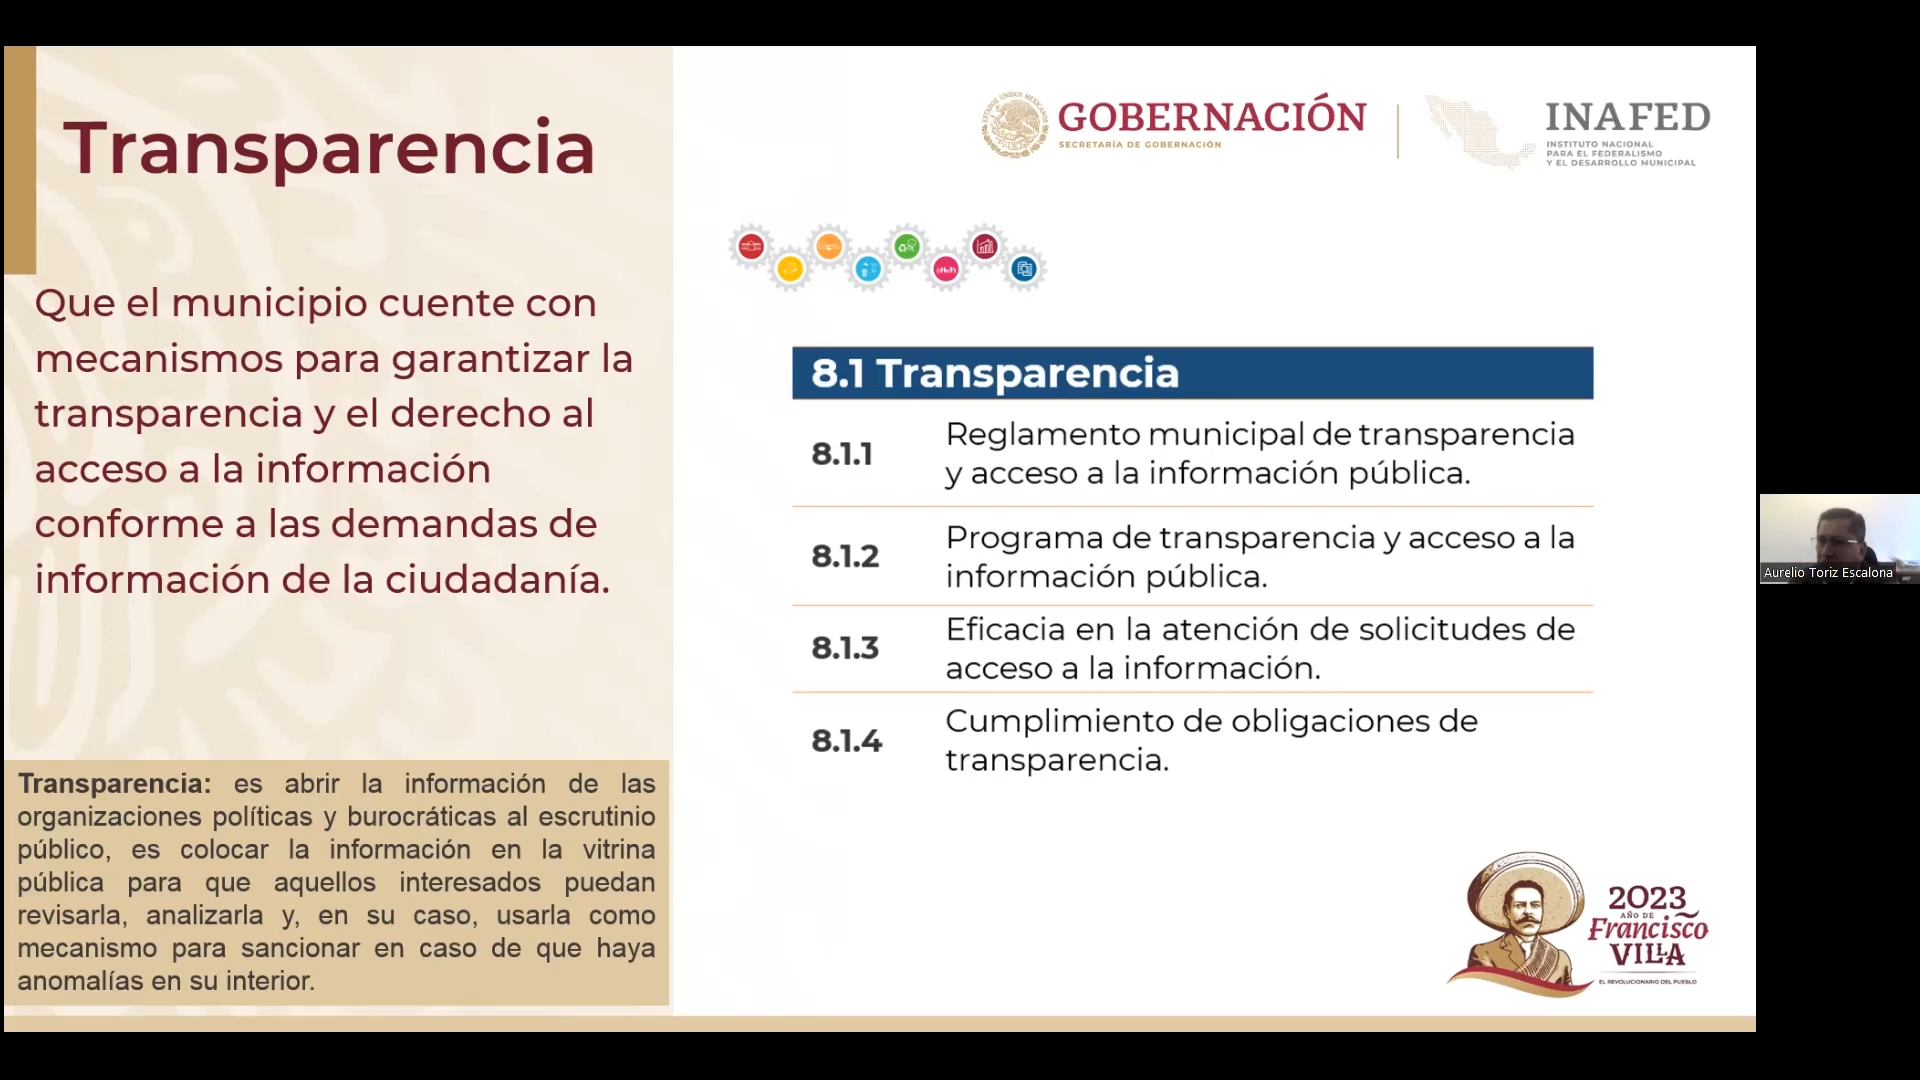 Transparencia
Que el municipio cuente con
mecanismos para garantizar la
transparencia y el derecho al
acceso a la información
conforme a las demandas de
información de la ciudadanía.
Transparencia: es abrir la información de las
organizaciones políticas y burocráticas al escrutinio
público, es colocar la información en la vitrina
pública para que aquellos interesados puedan
revisarla, analizarla y, en su caso, usarla como
mecanismo para sancionar en caso de que haya
anomalías en su interior.
ESTADOS UNIDOS MEXICANOS
GOBERNACIÓN
SECRETARÍA DE GOBERNACIÓN
INAFED
INSTITUTO NACIONAL
PARA EL FEDERALISMO
Y EL DESARROLLO MUNICIPAL
8.1 Transparencia
8.1.1 Reglamento municipal de transparencia
y acceso a la información pública.
8.1.2 Programa de transparencia y acceso a la
información pública.
8.1.3 Eficacia en la atención de solicitudes de
acceso a la información.
8.1.4 Cumplimiento de obligaciones de
transparencia.
2023
AÑO DE
Francisco
VILLA
EL REVOLUCIONARIO DEL PUEBLO
Aurelio Toriz Escalona